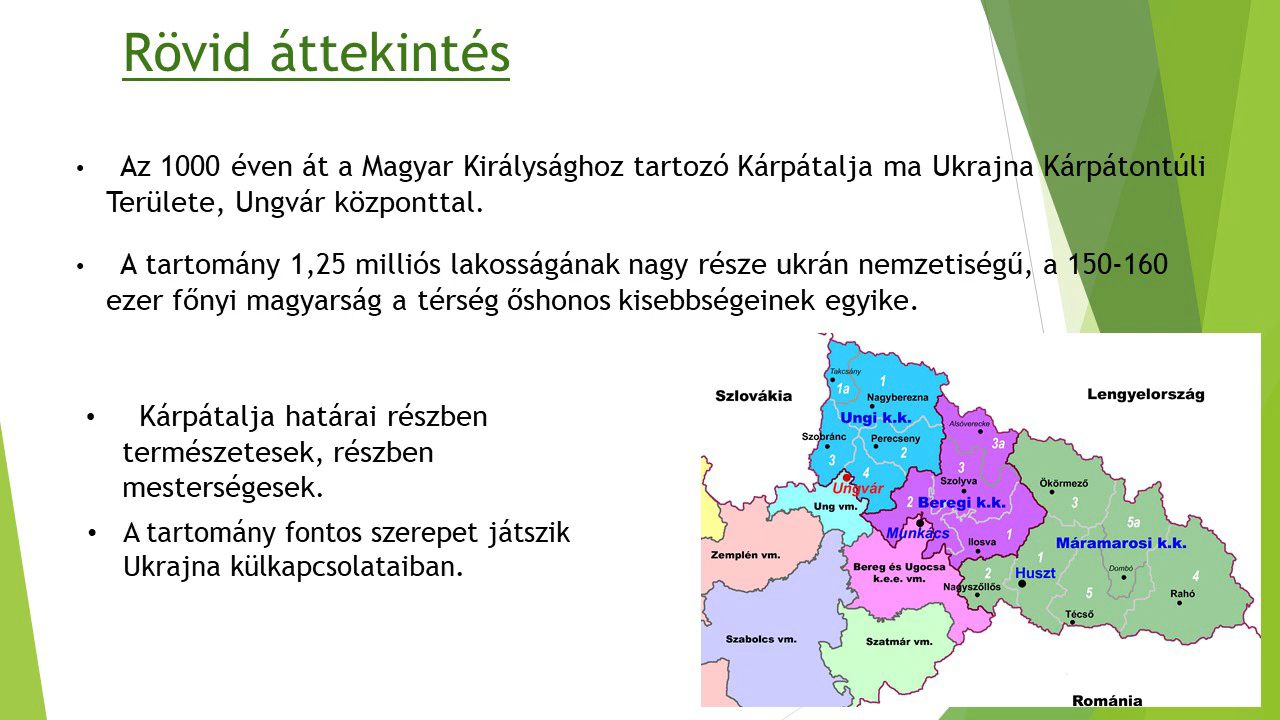 Rövid áttekintés
• Az 1000 éven át a Magyar Királysághoz tartozó Kárpátalja ma Ukrajna Kárpátontúli
Területe, Ungvár központtal.
• A tartomány 1,25 milliós lakosságának nagy része ukrán nemzetiségű, a 150-160
ezer főnyi magyarság a térség őshonos kisebbségeinek egyike.
• Kárpátalja határai részben
természetesek, részben
mesterségesek.
• A tartomány fontos szerepet játszik
Ukrajna külkapcsolataiban.
Szlovákia
Lengyelország
Takcsány
1a
1
Nagyberezna
Ungi k.k.
Szobránc
Perecseny
3
2
4
Ungvár
Ung vm.
Alsóverecke
3a
3
Szolyva
2
Beregi k.k.
Munkács
1
Ilosva
Ökörmező
3
5a
Máramarosi k.k.
1
Dombó
4
2
Huszt
Nagyszőllős
5
Rahó
Técső
Zemplén vm.
Bereg és Ugocsa
k.e.e. vm.
Szabolcs vm.
Szatmár vm.
Románia